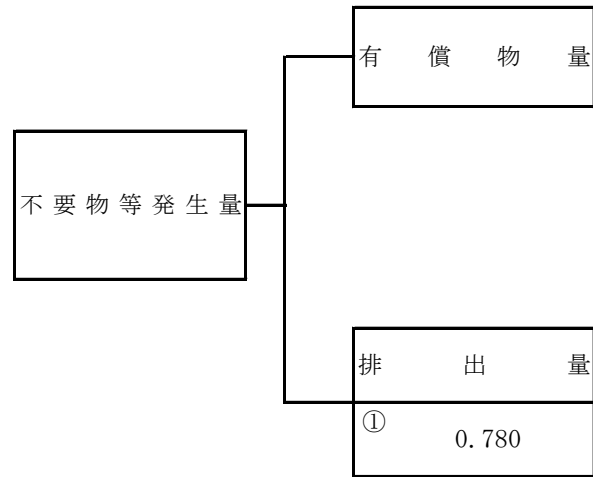 有償物量
不要物等発生量
排出量
①
0.780